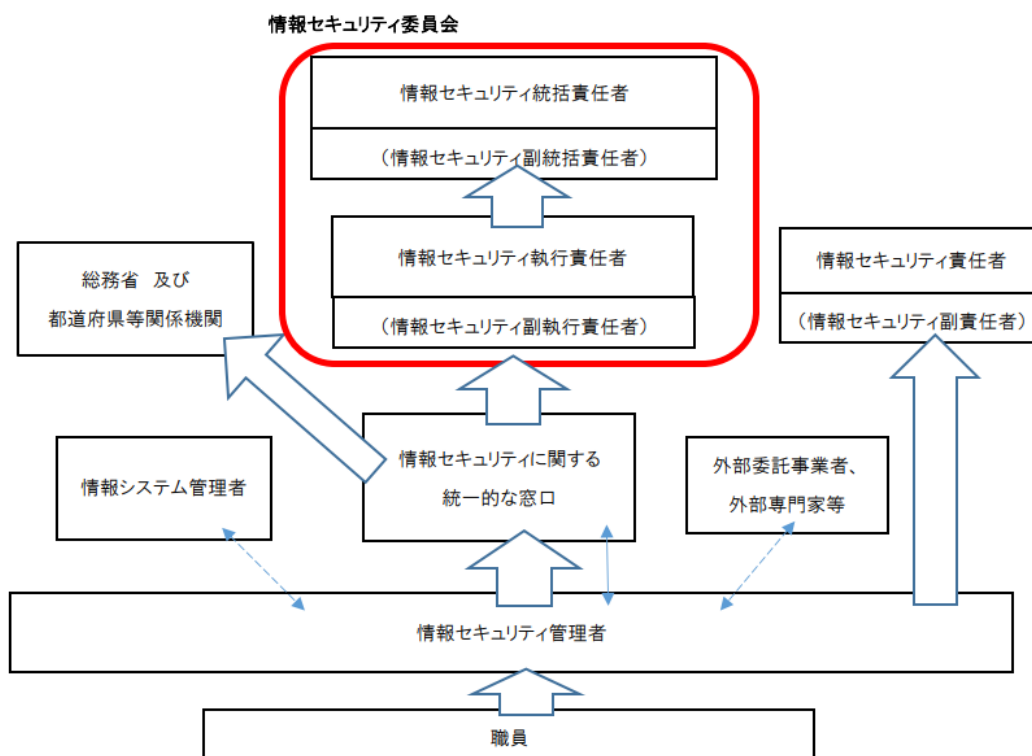 情報セキュリティ委員会
情報セキュリティ統括責任者
（情報セキュリティ副統括責任者）
情報セキュリティ執行責任者
（情報セキュリティ副執行責任者）
総務省　及び
都道府県等関係機関
情報セキュリティ責任者
（情報セキュリティ副責任者）
情報システム管理者
情報セキュリティに関する
統一的な窓口
外部委託事業者、
外部専門家等
情報セキュリティ管理者
職員